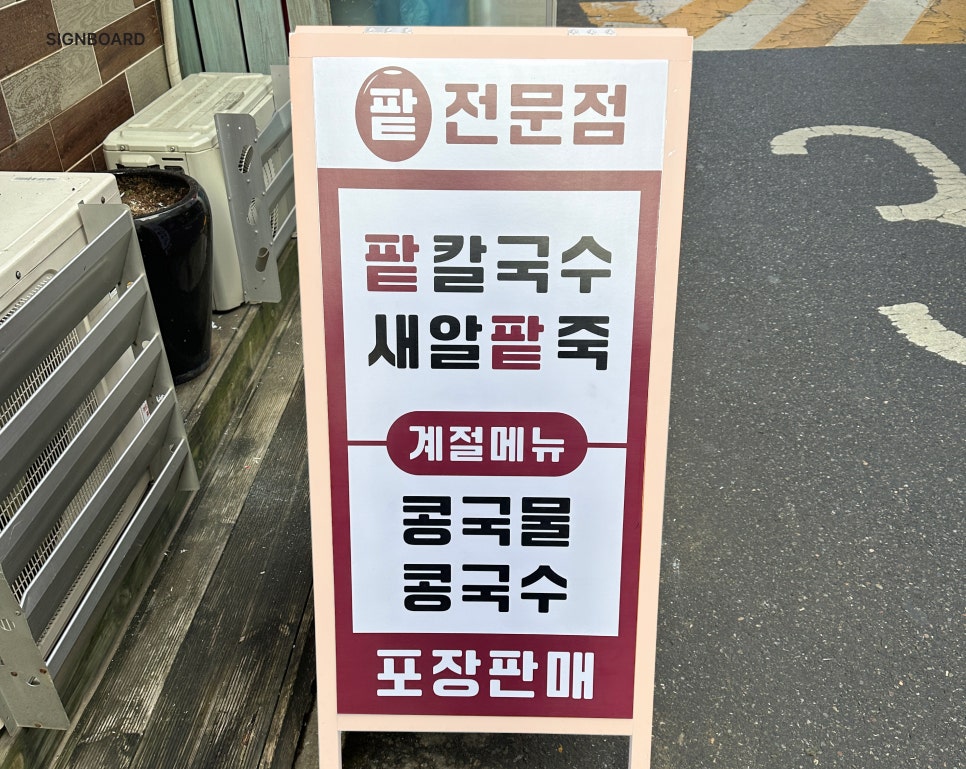 SIGNBOARD
팥 전문점
팥칼국수
새알팥죽
계절메뉴
콩국물
콩국수
포장판매